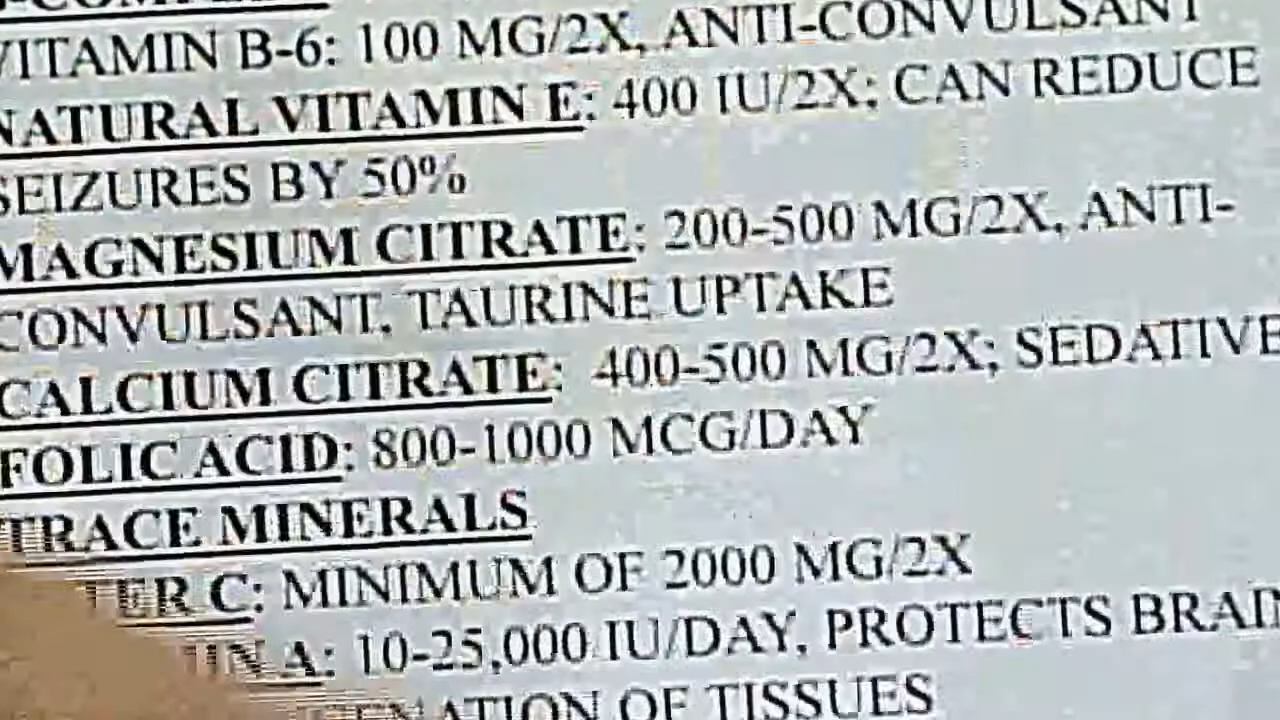 VITAMIN B-6: 100 MG/2X, ANTI-CONVULSANT
NATURAL VITAMIN E: 400 IU/2X; CAN REDUCE
SEIZURES BY 50%
MAGNESIUM CITRATE: 200-500 MG/2X, ANTI-
CONVULSANT, TAURINE UPTAKE
CALCIUM CITRATE: 400-500 MG/2X; SEDATIVE
FOLIC ACID: 800-1000 MCG/DAY
TRACE MINERALS
C: MINIMUM OF 2000 MG/2X
A: 10-25,000 IU/DAY, PROTECTS
OF TISSUES